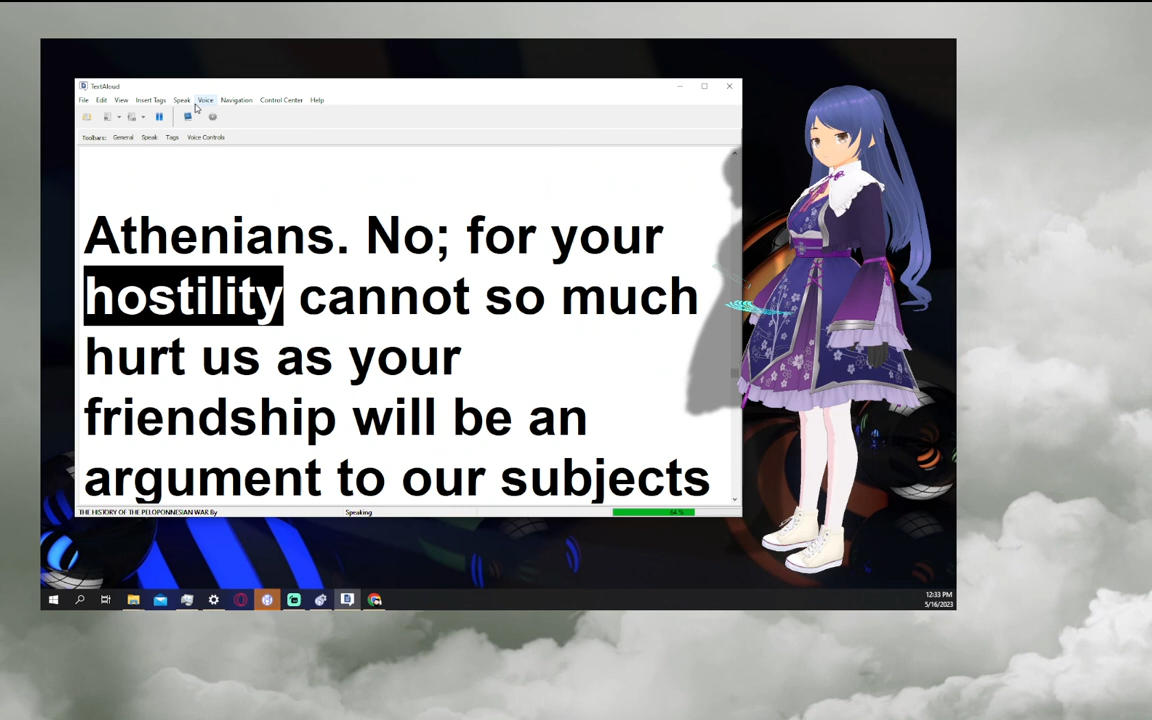 TextAloud
File Edit View Insert Tags Speak Voice Navigation Control Center Help
Toolbars: General Speak Tags Voice Controls
Athenians. No; for your
hostility cannot so much
hurt us as your
friendship will be an
argument to our subjects
THE HISTORY OF THE PELOPONNESIAN WAR By Speaking 64 %
12:33 PM
5/16/2023